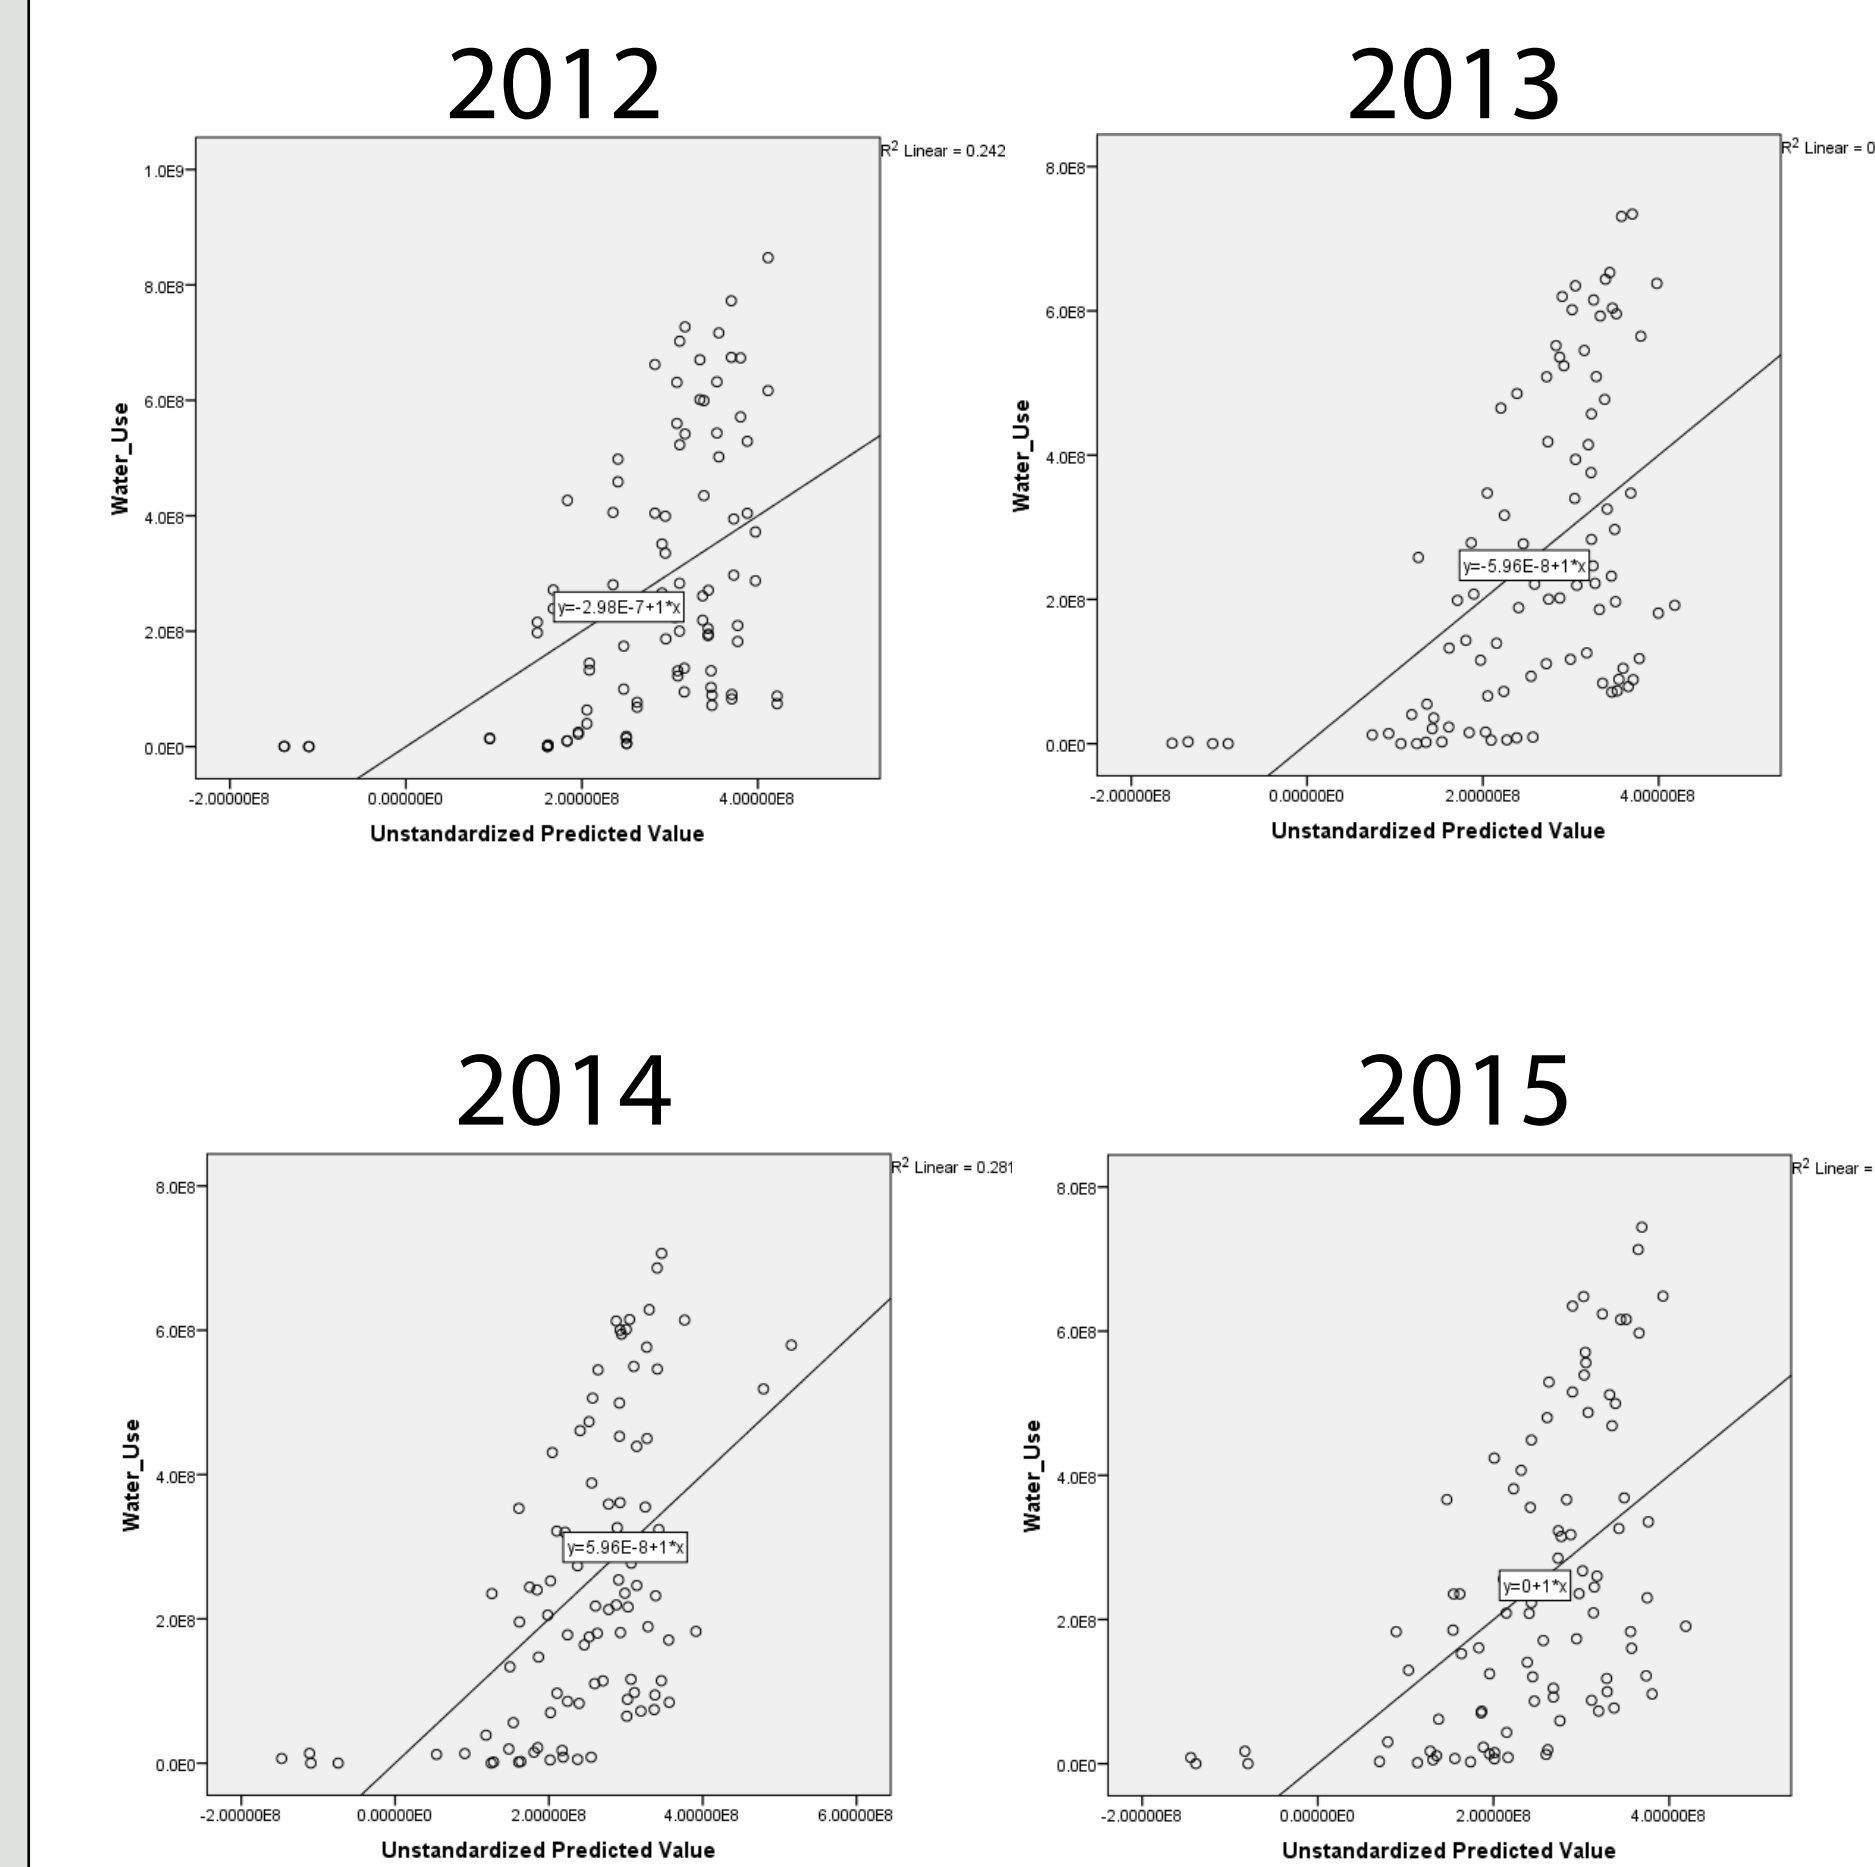 2012
R² Linear = 0.242
1.0E9
8.0E8
6.0E8
4.0E8
2.0E8
0.0E0
Water_Use
y=-2.98E-7+1*x
-2.00000E8 0.00000E0 2.00000E8 4.00000E8
Unstandardized Predicted Value
2013
R² Linear = 0
8.0E8
6.0E8
4.0E8
2.0E8
0.0E0
Water_Use
y=-5.96E-8+1*x
-2.00000E8 0.00000E0 2.00000E8 4.00000E8
Unstandardized Predicted Value
2014
R² Linear = 0.281
8.0E8
6.0E8
4.0E8
2.0E8
0.0E0
Water_Use
y=5.96E-8+1*x
-2.00000E8 0.00000E0 2.00000E8 4.00000E8 6.00000E8
Unstandardized Predicted Value
2015
R² Linear =
8.0E8
6.0E8
4.0E8
2.0E8
0.0E0
Water_Use
y=0+1*x
-2.00000E8 0.00000E0 2.00000E8 4.00000E8
Unstandardized Predicted Value